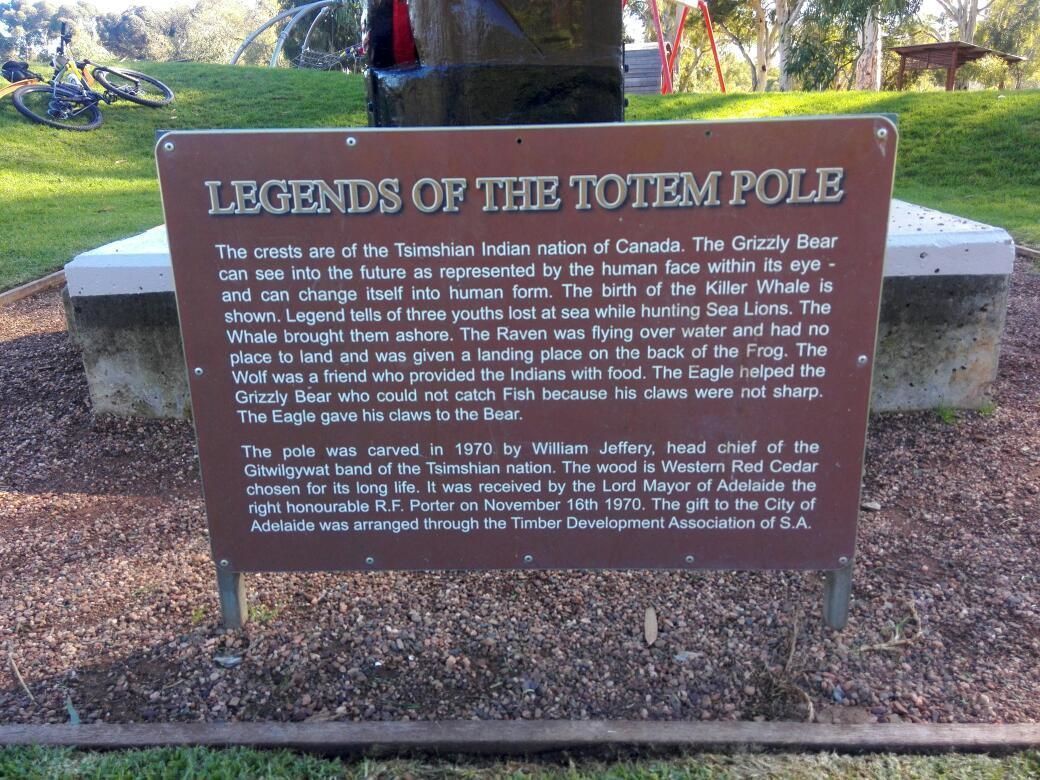 LEGENDS OF THE TOTEM POLE
The crests are of the Tsimshian Indian nation of Canada. The Grizzly Bear
can see into the future as represented by the human face within its eye -
and can change itself into human form. The birth of the Killer Whale is
shown. Legend tells of three youths lost at sea while hunting Sea Lions. The
Whale brought them ashore. The Raven was flying over water and had no
place to land and was given a landing place on the back of the Frog. The
Wolf was a friend who provided the Indians with food. The Eagle helped the
Grizzly Bear who could not catch Fish because his claws were not sharp.
The Eagle gave his claws to the Bear.
The pole was carved in 1970 by William Jeffery, head chief of the
Gitwilgywat band of the Tsimshian nation. The wood is Western Red Cedar
chosen for its long life. It was received by the Lord Mayor of Adelaide the
right honourable R.F. Porter on November 16th 1970. The gift to the City of
Adelaide was arranged through the Timber Development Association of S.A.